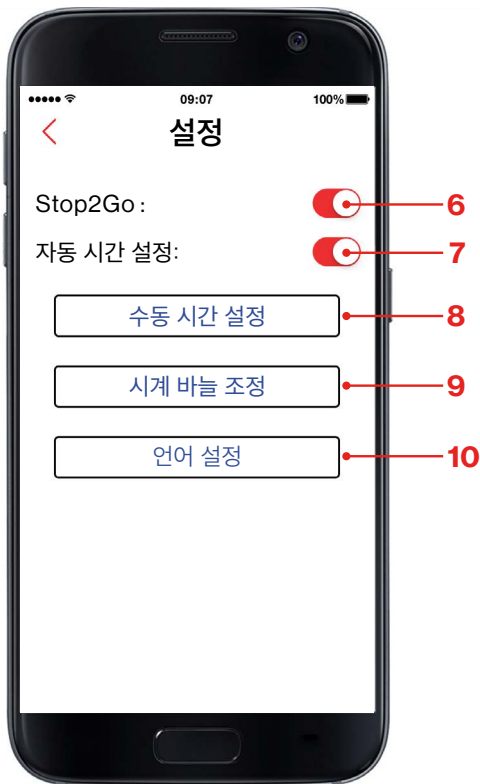 09:07
100%
설정
Stop2Go :
6
자동 시간 설정:
7
수동 시간 설정
8
시계 바늘 조정
9
언어 설정
10